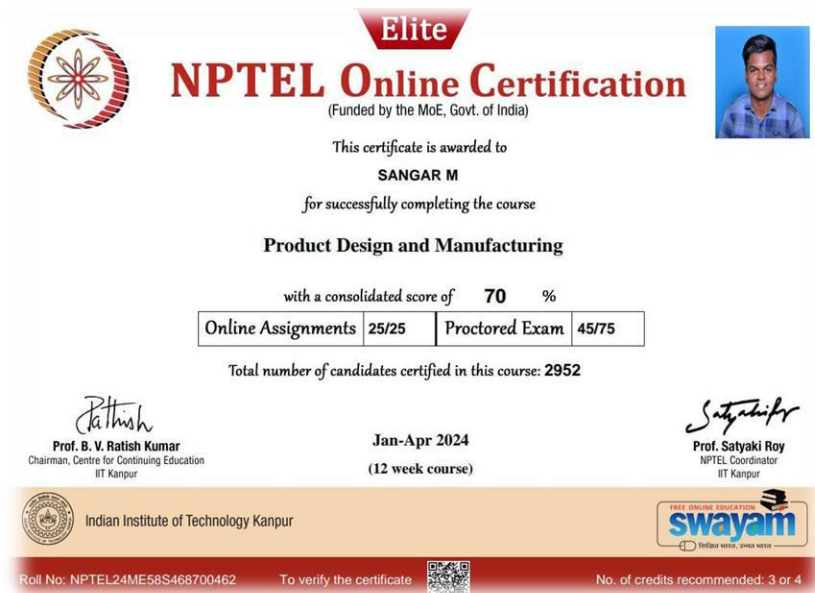 Elite
NPTEL Online Certification
(Funded by the MoE, Govt. of India)
This certificate is awarded to
SANGAR M
for successfully completing the course
Product Design and Manufacturing
with a consolidated score of 70 %
Online Assignments 25/25 Proctored Exam 45/75
Total number of candidates certified in this course: 2952
Prof. B. V. Ratish Kumar
Chairman, Centre for Continuing Education
IIT Kanpur
Jan-Apr 2024
(12 week course)
Prof. Satyaki Roy
NPTEL Coordinator
IIT Kanpur
Indian Institute of Technology Kanpur
FREE ONLINE EDUCATION
swayam
शिक्षित भारत, उन्नत भारत
Roll No: NPTEL24ME58S468700462 To verify the certificate No. of credits recommended: 3 or 4